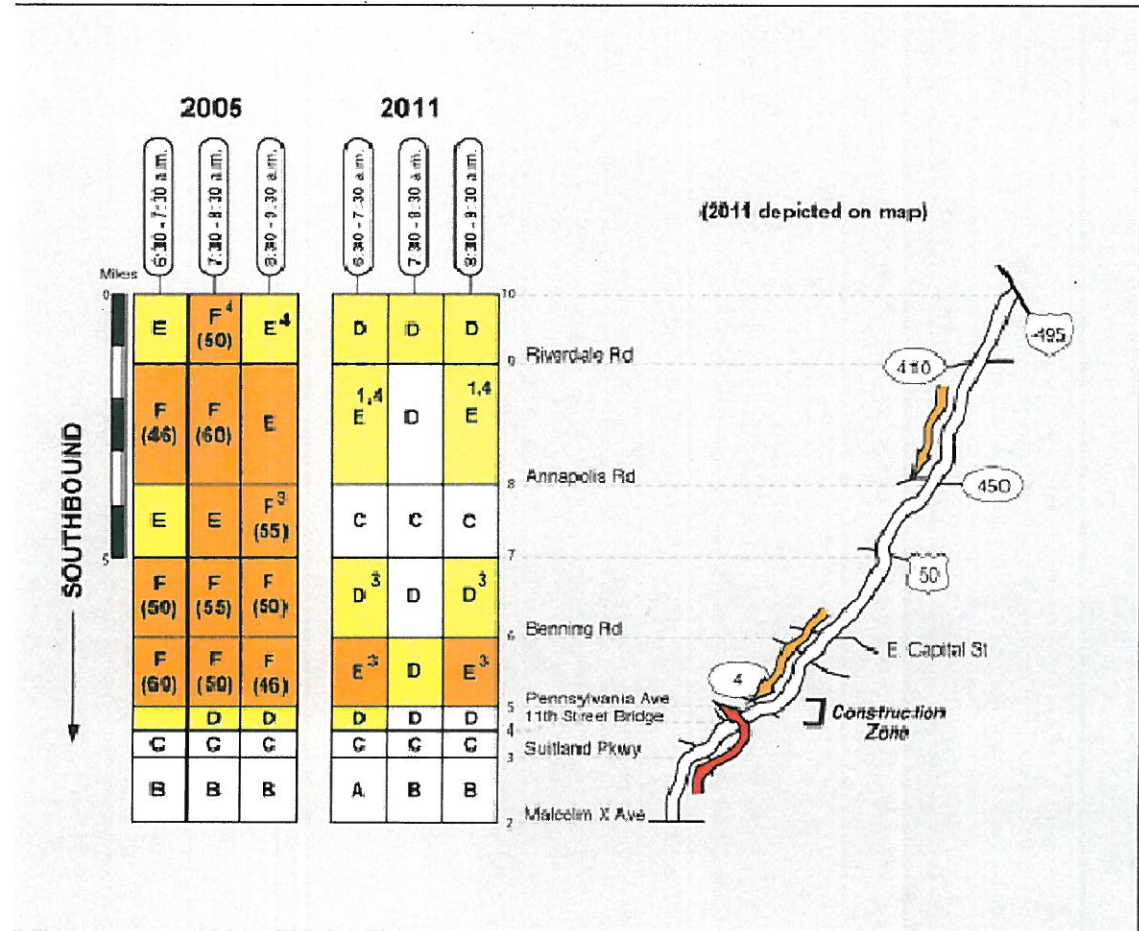 2005 2011
6:30 - 7:30 a.m. 7:30 - 8:30 a.m. 8:30 - 9:30 a.m. 6:30 - 7:30 a.m. 7:30 - 8:30 a.m. 8:30 - 9:30 a.m.
(2011 depicted on map)
Miles
0 10
E F4 E4 D D D
(50)
Riverdale Rd
9
-495
410
SOUTHBOUND
F F E E1,4 D E1,4
(46) (60)
Annapolis Rd
8
450
E E F3 C C C
(55)
5 7
50
F F F D3 D D3
(50) (55) (50)
Benning Rd
6
E. Capital St
F F F E3 D E3
(60) (50) (46)
4
Pennsylvania Ave
5
D D D D D
11th Street Bridge
4
Construction
Zone
C C C C C C
Suitland Pkwy
3
B B B A B B
Malcolm X Ave
2